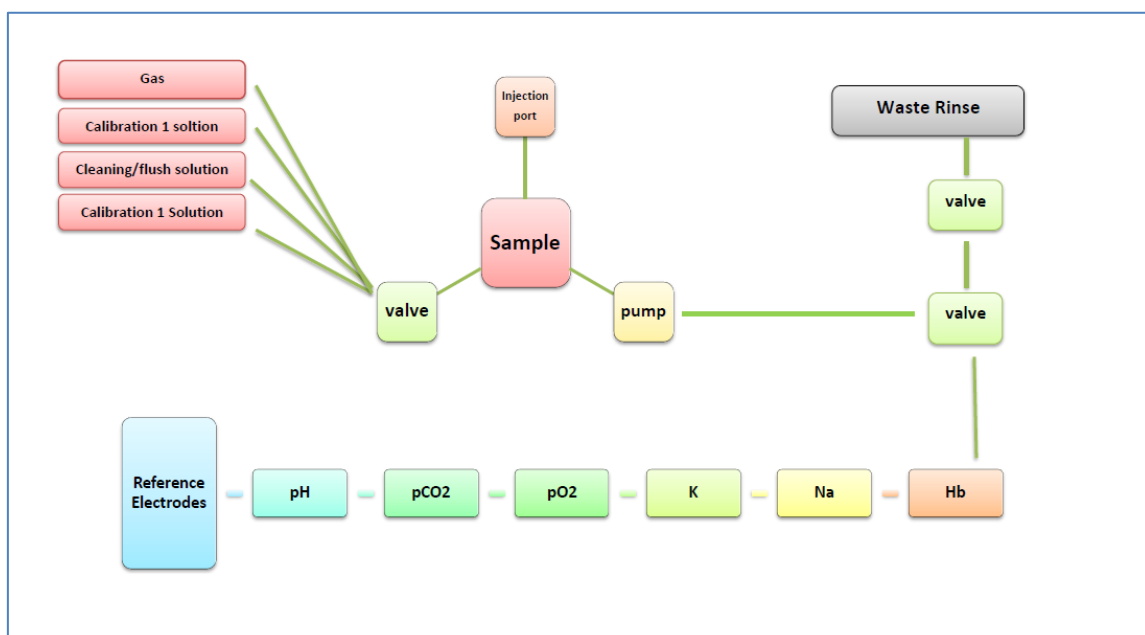 Gas
Calibration 1 soltion
Cleaning/flush solution
Calibration 1 Solution
Injection
port
Sample
valve
pump
Waste Rinse
valve
valve
Reference
Electrodes
pH
pCO2
pO2
K
Na
Hb